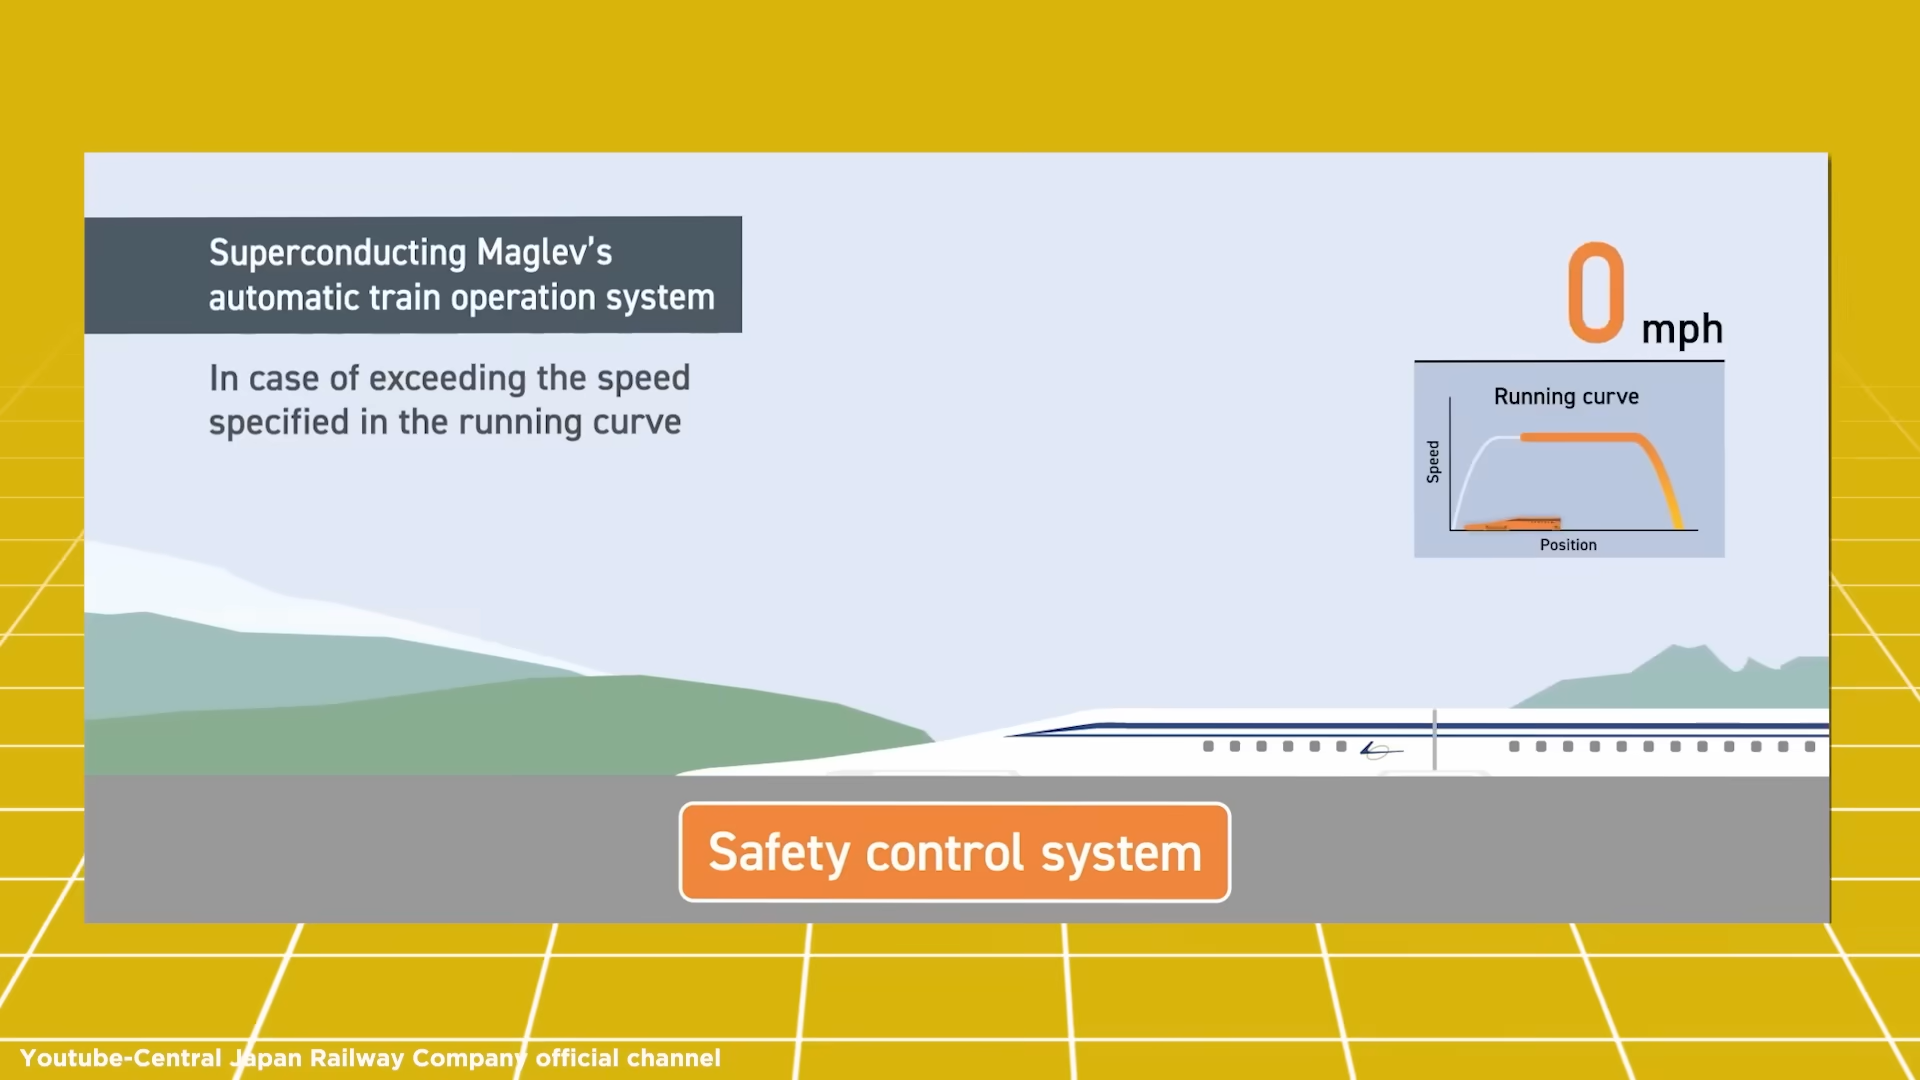 Superconducting Maglev's
automatic train operation system
In case of exceeding the speed
specified in the running curve
0 mph
Running curve
Speed
Position
Safety control system
Youtube-Central Japan Railway Company official channel